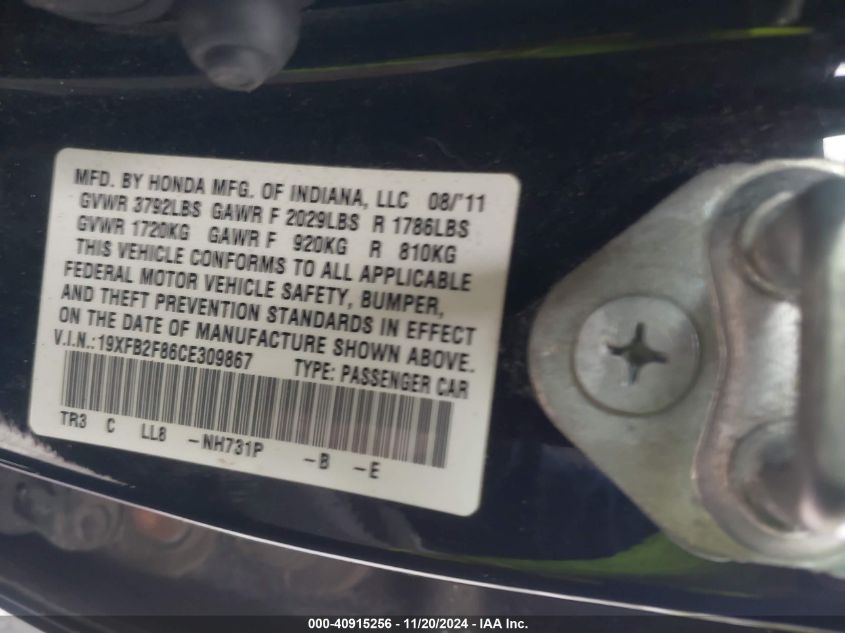 MFD. BY HONDA MFG. OF INDIANA, LLC 08/'11
GVWR 3792LBS GAWR F 2029LBS R 1786LBS
GVWR 1720KG GAWR F 920KG R 810KG
THIS VEHICLE CONFORMS TO ALL APPLICABLE
FEDERAL MOTOR VEHICLE SAFETY, BUMPER,
AND THEFT PREVENTION STANDARDS IN EFFECT
ON THE DATE OF MANUFACTURE SHOWN ABOVE.
V.I.N.:19XFB2F86CE309867 TYPE: PASSENGER CAR
TR3 C LL8 -NH731P -B -E
000-40915256 - 11/20/2024 - IAA Inc.